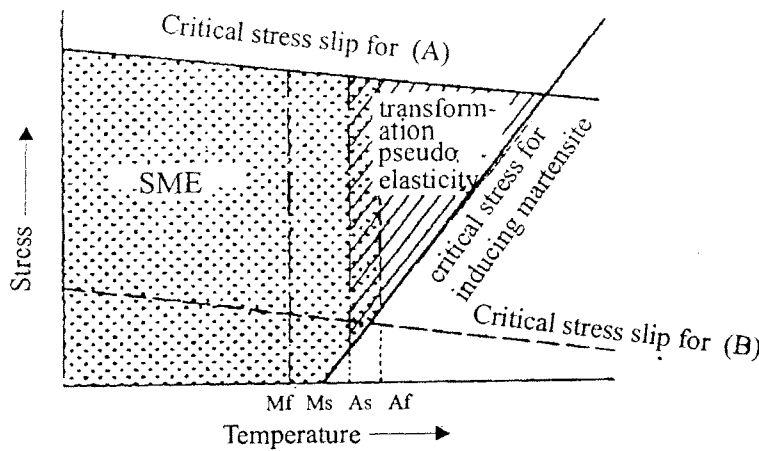 Critical stress slip for (A)
transform-
ation
pseudo
elasticity
SME
critical stress for
inducing martensite
Stress
Critical stress slip for (B)
Mf Ms As Af
Temperature